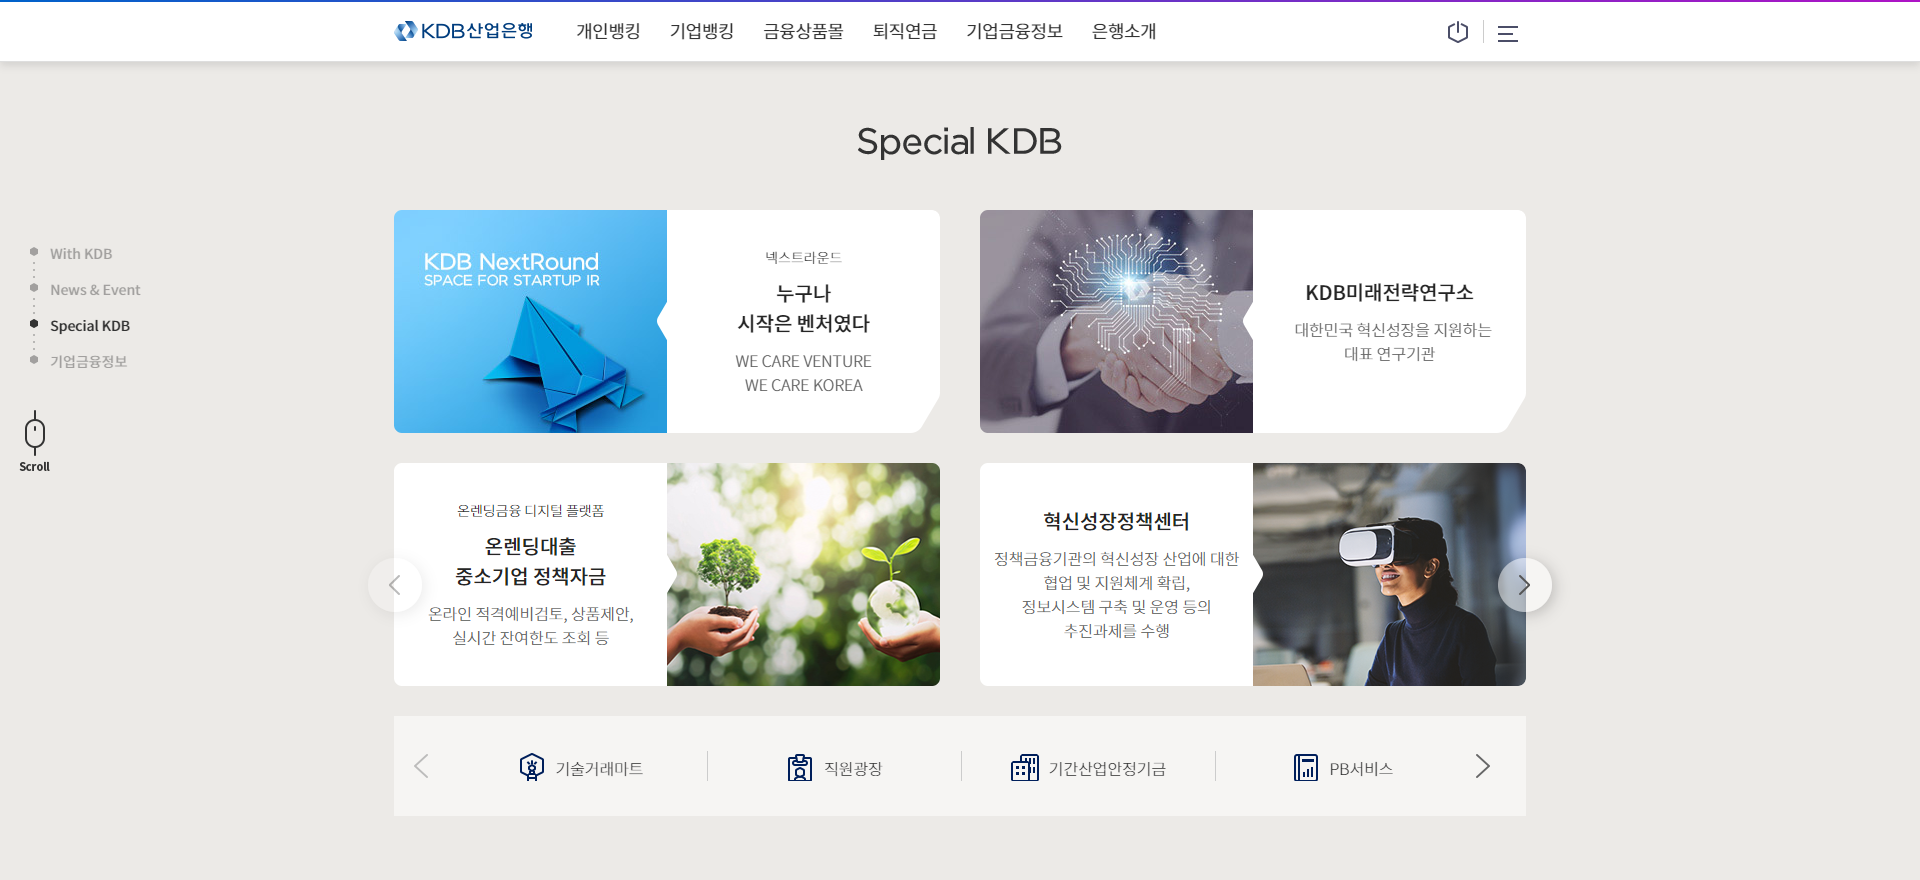 KDB산업은행
개인뱅킹 기업뱅킹 금융상품몰 퇴직연금 기업금융정보 은행소개
Special KDB
With KDB
News & Event
Special KDB
기업금융정보
Scroll
KDB NextRound
SPACE FOR STARTUP IR
넥스트라운드
누구나
시작은 벤처였다
WE CARE VENTURE
WE CARE KOREA
KDB미래전략연구소
대한민국 혁신성장을 지원하는
대표 연구기관
온렌딩금융 디지털 플랫폼
온렌딩대출
중소기업 정책자금
온라인 적격예비검토, 상품제안,
실시간 잔여한도 조회 등
혁신성장정책센터
정책금융기관의 혁신성장 산업에 대한
협업 및 지원체계 확립,
정보시스템 구축 및 운영 등의
추진과제를 수행
기술거래마트
직원광장
기간산업안정기금
PB서비스